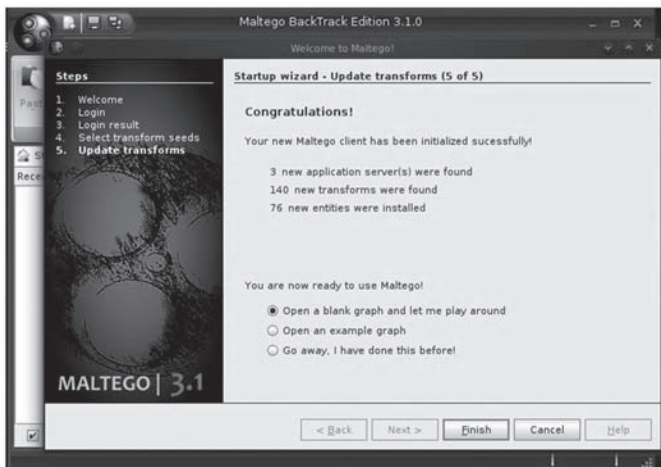 Maltego BackTrack Edition 3.1.0
Welcome to Maltego!
Steps
1. Welcome
2. Login
3. Login result
4. Select transform seeds
5. Update transforms
MALTEGO | 3.1
Startup wizard - Update transforms (5 of 5)
Congratulations!
Your new Maltego client has been initialized sucessfully!
3 new application server(s) were found
140 new transforms were found
76 new entities were installed
You are now ready to use Maltego!
Open a blank graph and let me play around
Open an example graph
Go away, I have done this before!
< Back
Next >
Finish
Cancel
Help